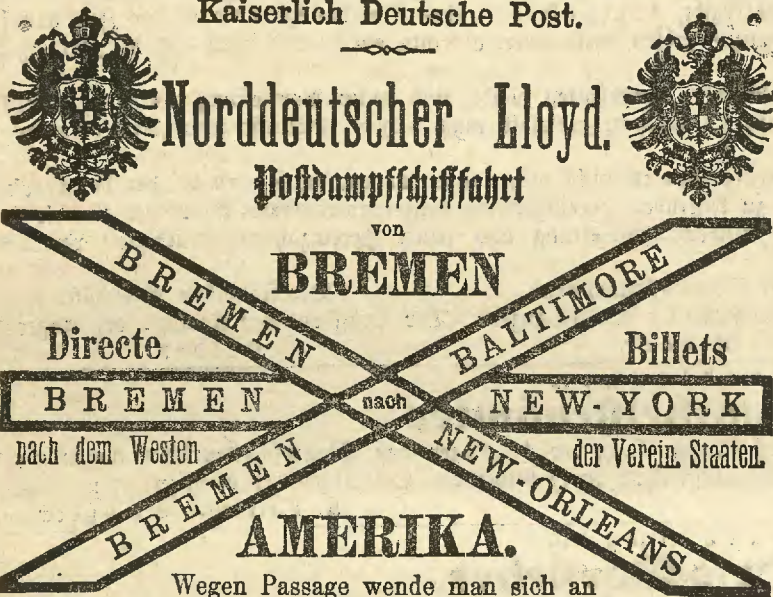 Kaiserlich Deutsche Post.
Norddeutscher Lloyd.
Postdampfschifffahrt
von
BREMEN
BREMEN BALTIMORE
Directe Billets
BREMEN nach NEW-YORK
nach dem Westen der Verein. Staaten.
BREMEN NEW-ORLEANS
AMERIKA.
Wegen Passage wende man sich an